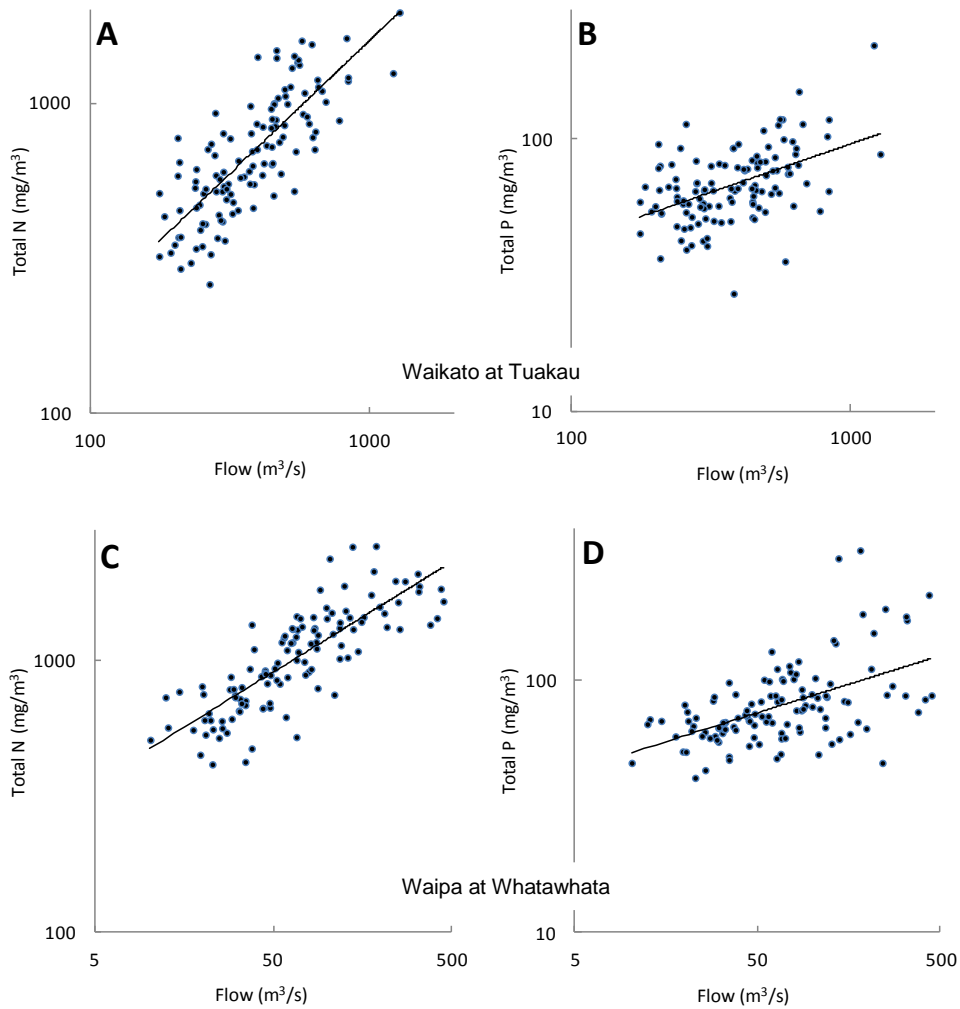 A
B
Total N (mg/m³)
1000
100
100
1000
Flow (m³/s)
Total P (mg/m³)
100
10
100
1000
Flow (m³/s)
Waikato at Tuakau
C
D
Total N (mg/m³)
1000
100
5
50
500
Flow (m³/s)
Total P (mg/m³)
100
10
5
50
500
Flow (m³/s)
Waipa at Whatawhata